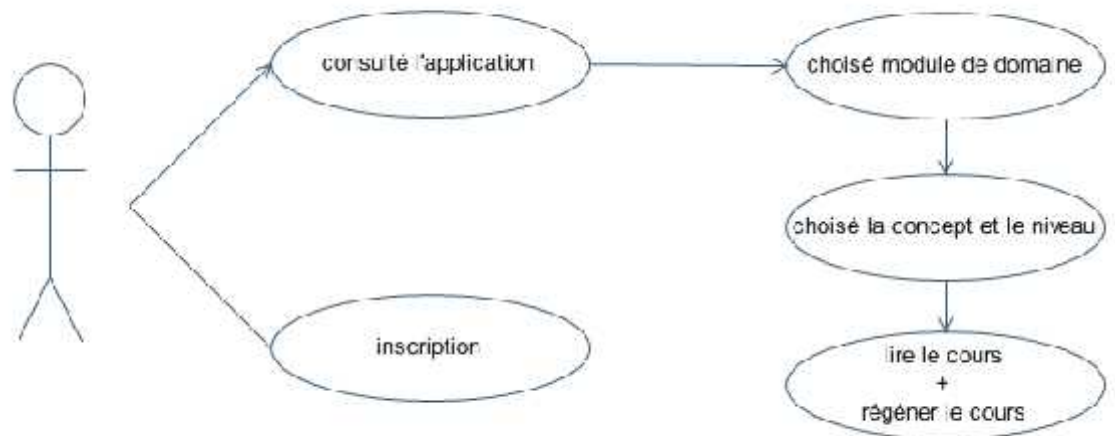 consulté l'application
choisé module de domaine
choisé la concept et le niveau
inscription
lire le cours
+
régéner le cours